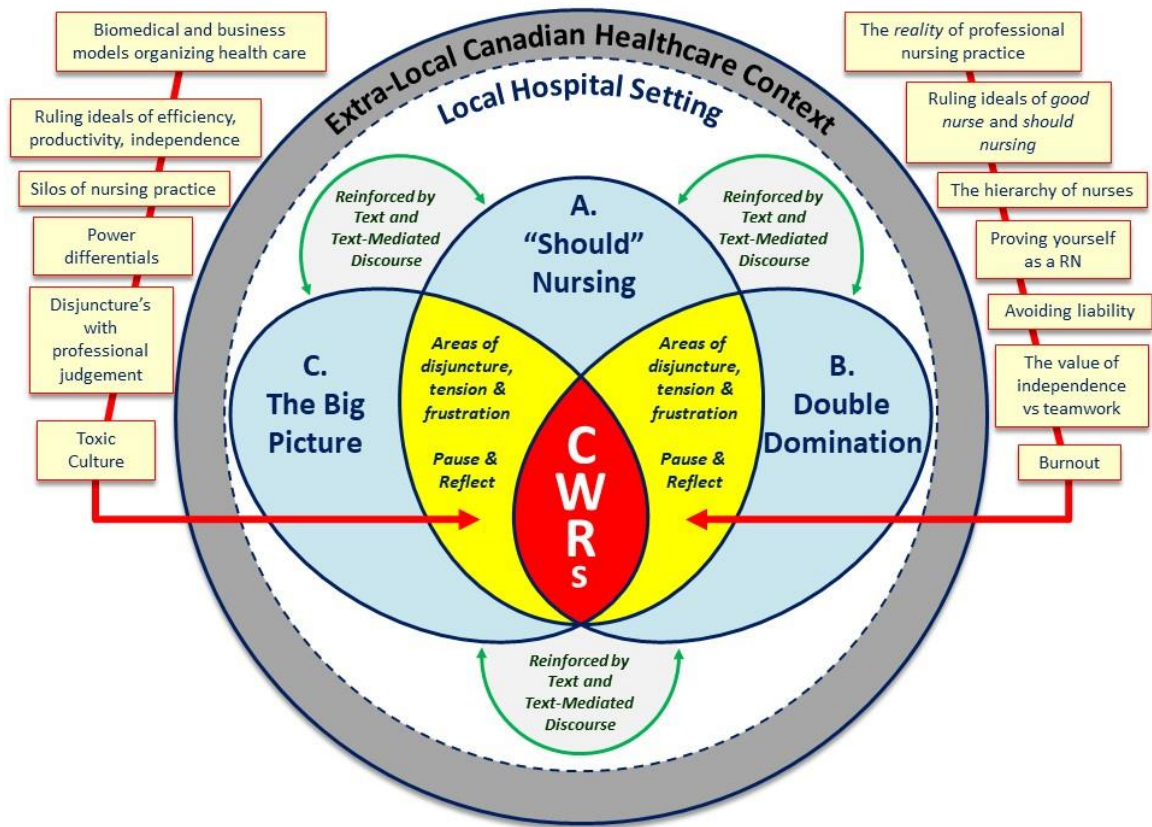 Extra-Local Canadian Healthcare Context
Local Hospital Setting
Biomedical and business
models organizing health care
Ruling ideals of efficiency,
productivity, independence
Silos of nursing practice
Power
differentials
Disjuncture's
with
professional
judgement
Toxic
Culture
Reinforced by
Text and
Text-Mediated
Discourse
A.
“Should”
Nursing
Reinforced by
Text and
Text-Mediated
Discourse
C.
The Big
Picture
Areas of
disjuncture,
tension &
frustration
Pause &
Reflect
C
W
R
s
Areas of
disjuncture,
tension &
frustration
Pause &
Reflect
B.
Double
Domination
Reinforced by
Text and
Text-Mediated
Discourse
The reality of professional
nursing practice
Ruling ideals of good
nurse and should
nursing
The hierarchy of nurses
Proving yourself
as a RN
Avoiding liability
The value of
independence
vs teamwork
Burnout